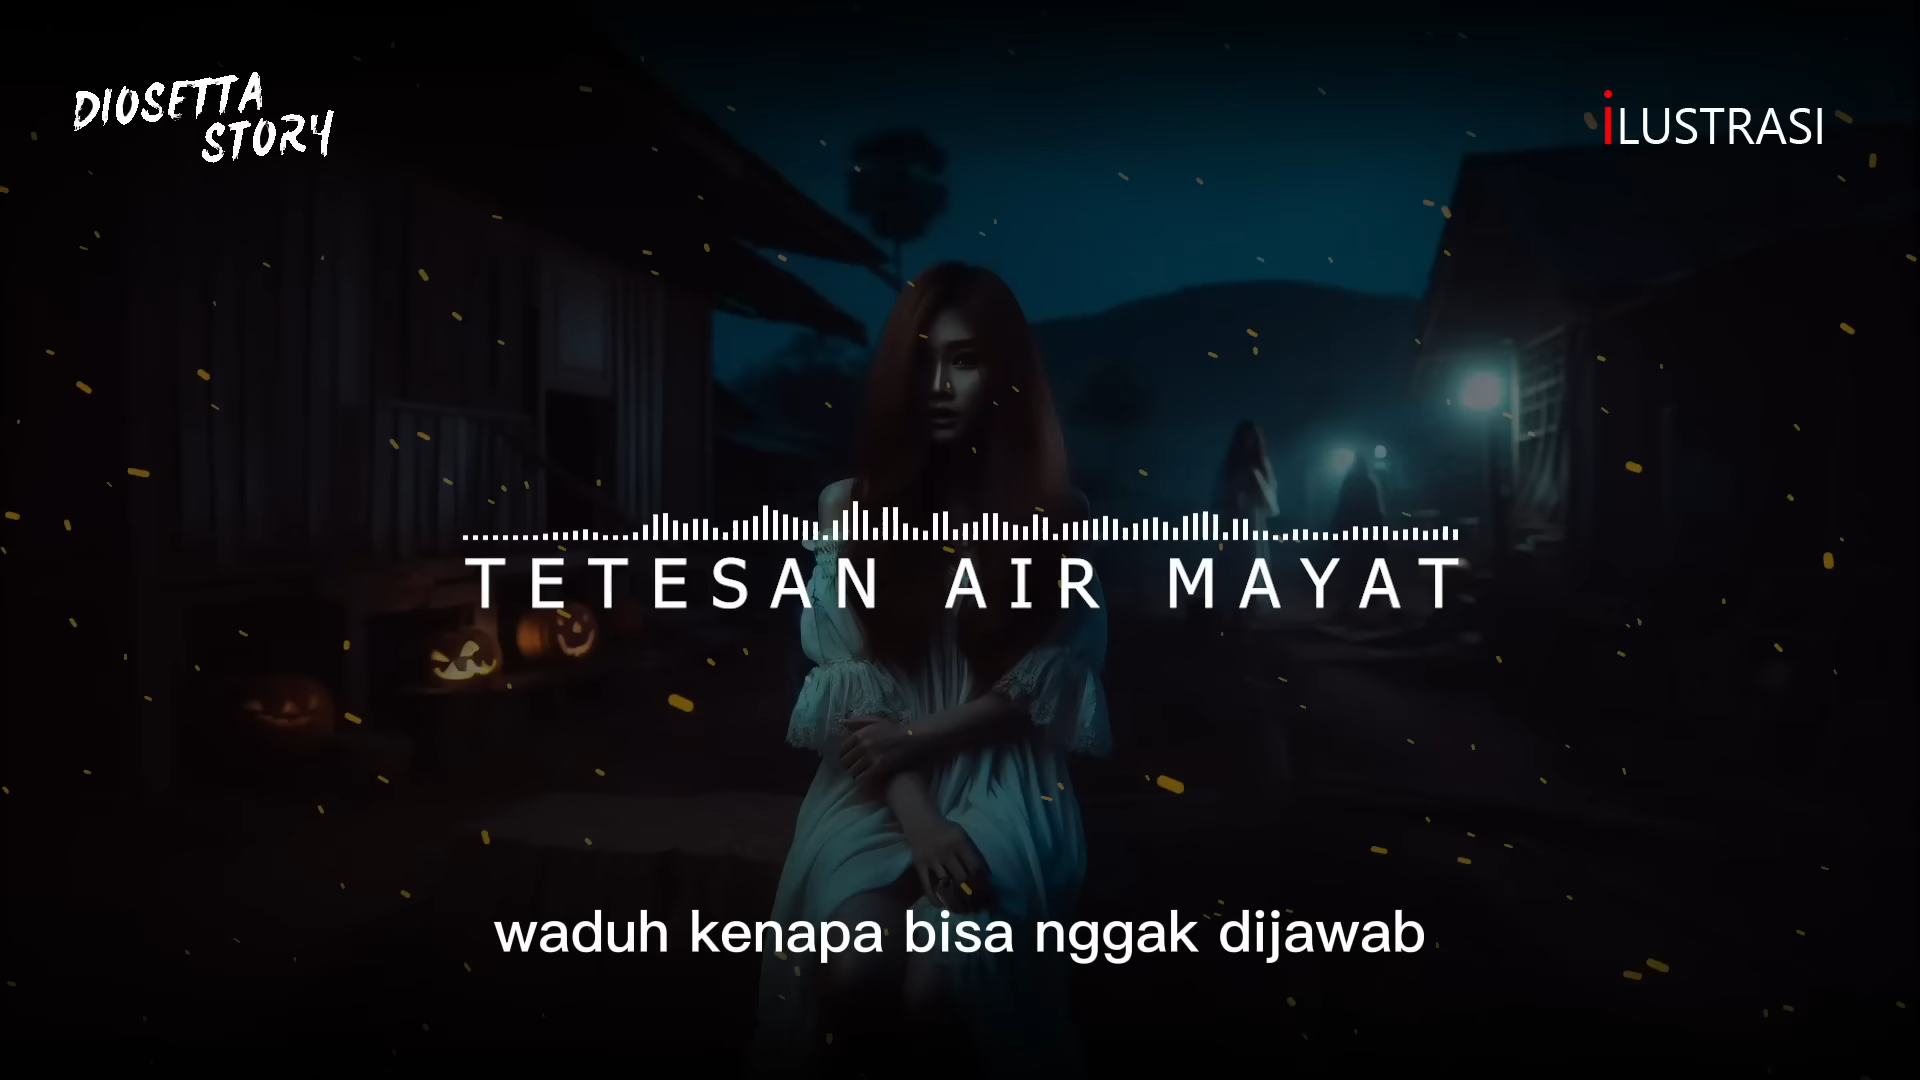 DIOSETTA
STORY
iLUSTRASI
TETESAN AIR MAYAT
waduh kenapa bisa nggak dijawab